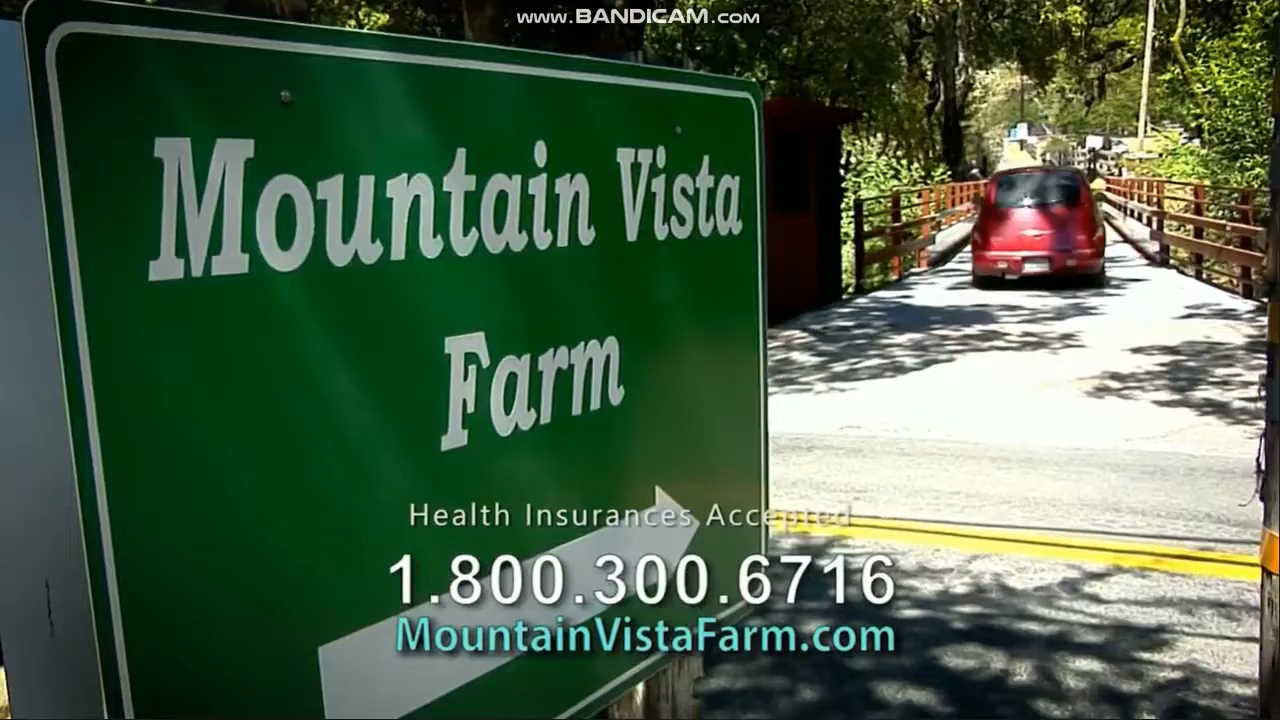 www.BANDICAM.com
Mountain Vista
Farm
Health Insurances Accepted
1.800.300.6716
MountainVistaFarm.com